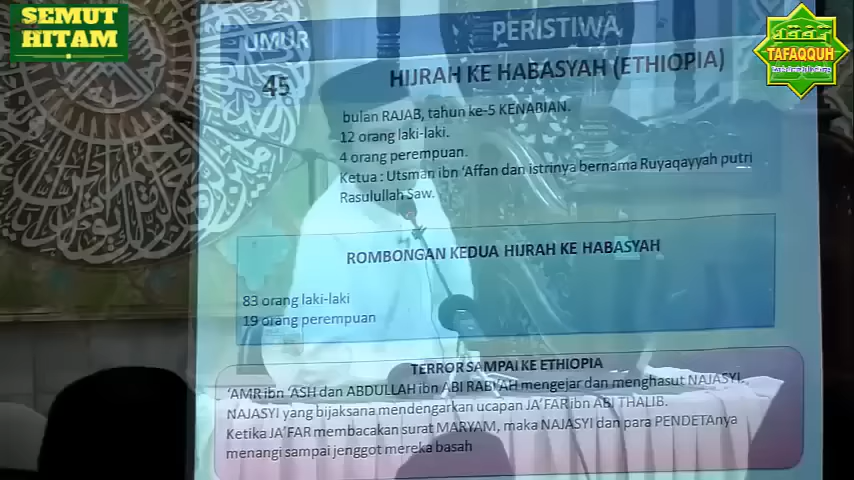 SEMUT
HITAM
TAFAQQUH
UMUR
PERISTIWA
45
HIJRAH KE HABASYAH (ETHIOPIA)
bulan RAJAB, tahun ke-5 KENABIAN.
12 orang laki-laki.
4 orang perempuan.
Ketua : Utsman ibn 'Affan dan istrinya bernama Ruyaqayyah putri
Rasulullah Saw.
ROMBONGAN KEDUA HIJRAH KE HABASYAH
83 orang laki-laki
19 orang perempuan
TERROR SAMPAI KE ETHIOPIA
'AMR ibn 'ASH dan ABDULLAH ibn ABI RABI'AH mengejar dan menghasut NAJASYI.
NAJASYI yang bijaksana mendengarkan ucapan JA'FAR ibn ABI THALIB.
Ketika JA'FAR membacakan surat MARYAM, maka NAJASYI dan para PENDETAnya
menangi sampai jenggot mereka basah